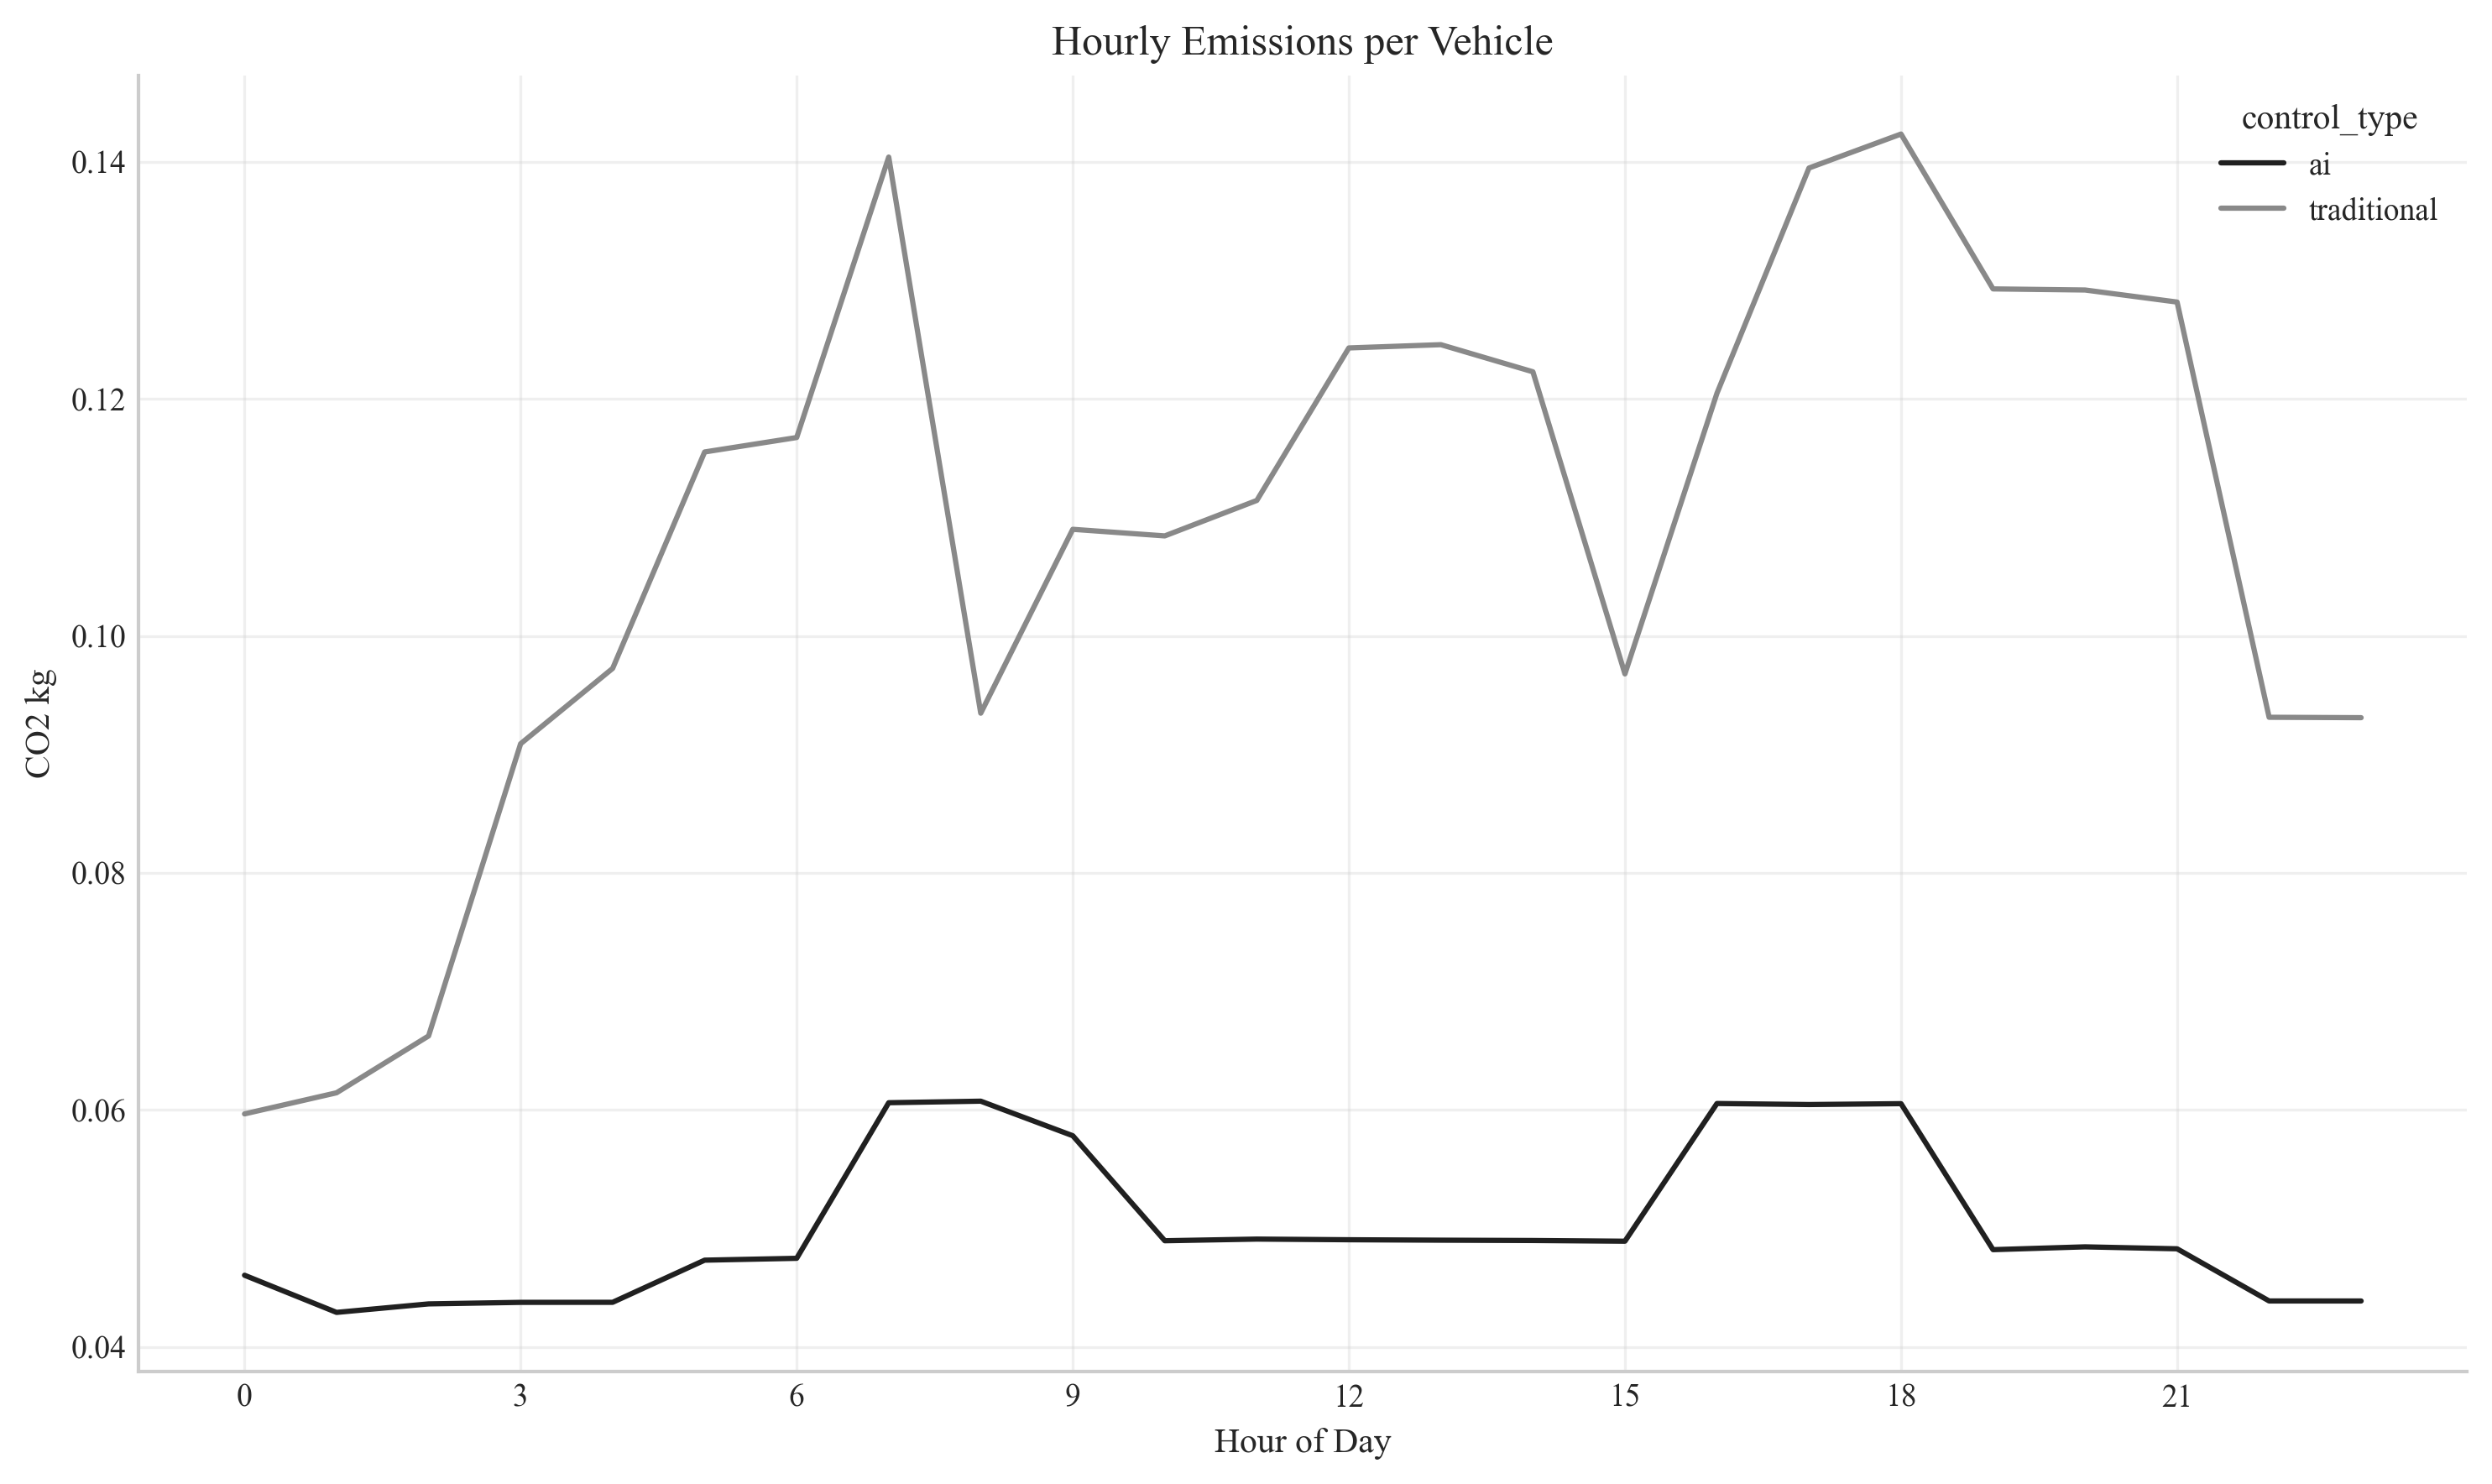 Hourly Emissions per Vehicle
control_type
ai
traditional
0.14
0.12
0.10
0.08
0.06
0.04
CO2 kg
0 3 6 9 12 15 18 21
Hour of Day